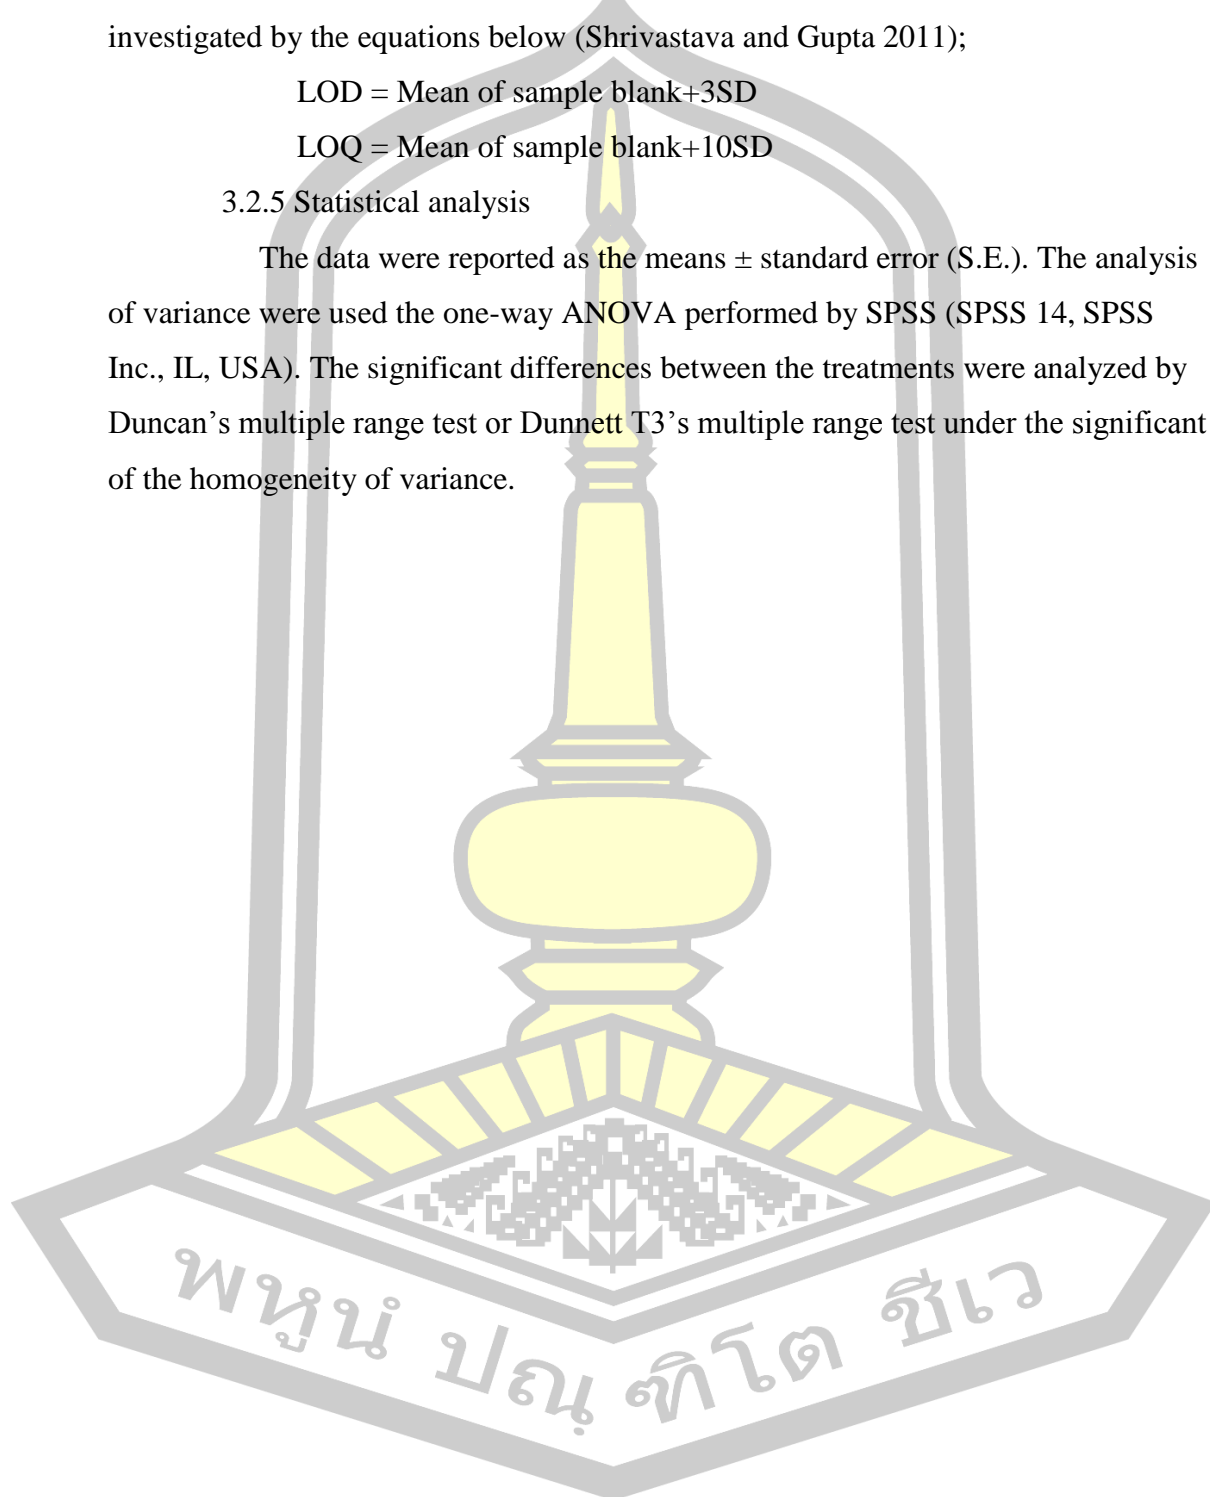 investigated by the equations below (Shrivastava and Gupta 2011);
LOD = Mean of sample blank+3SD
LOQ = Mean of sample blank+10SD
3.2.5 Statistical analysis
The data were reported as the means ± standard error (S.E.). The analysis
of variance were used the one-way ANOVA performed by SPSS (SPSS 14, SPSS
Inc., IL, USA). The significant differences between the treatments were analyzed by
Duncan’s multiple range test or Dunnett T3’s multiple range test under the significant
of the homogeneity of variance.
พหูนํ ปณฺ ฑิโต ชีเว